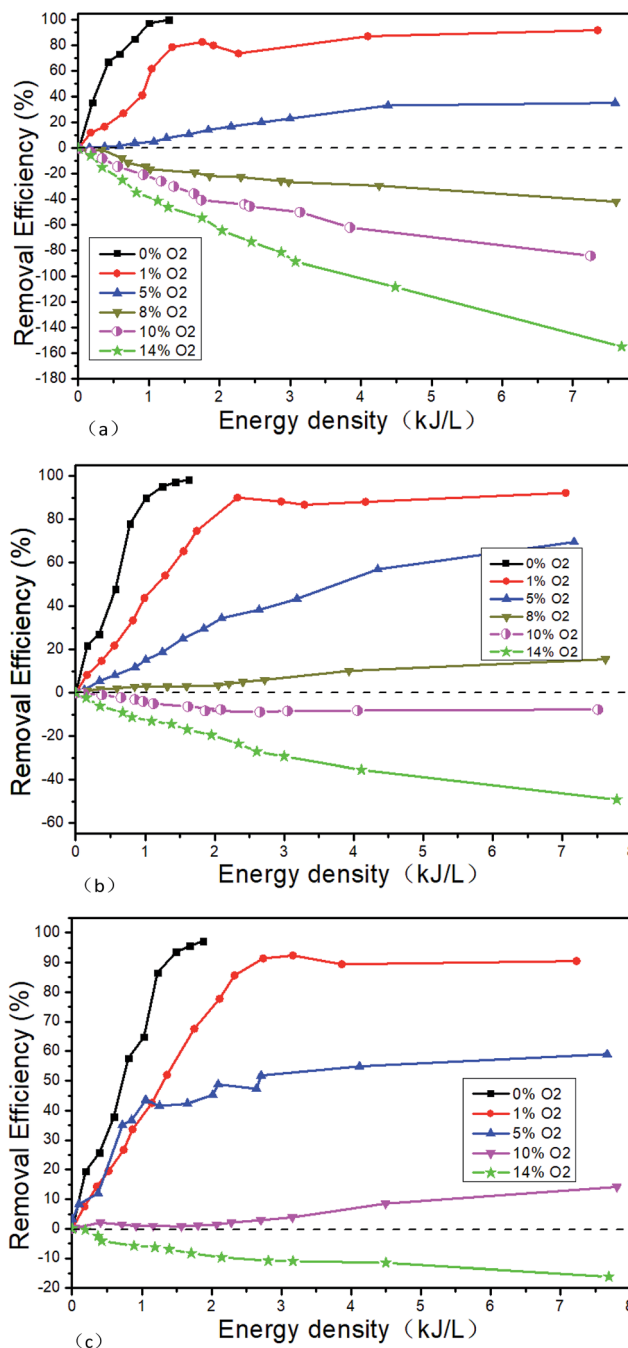 100
80
60
40
20
0
-20
-40
-60
-80
-100
-120
-140
-160
-180
Removal Efficiency (%)
0% O2
1% O2
5% O2
8% O2
10% O2
14% O2
0 1 2 3 4 5 6 7
(a) Energy density (kJ/L)
100
80
60
40
20
0
-20
-40
-60
Removal Efficiency (%)
0% O2
1% O2
5% O2
8% O2
10% O2
14% O2
0 1 2 3 4 5 6 7 8
(b) Energy density (kJ/L)
100
90
80
70
60
50
40
30
20
10
0
-10
-20
Removal Efficiency (%)
0% O2
1% O2
5% O2
10% O2
14% O2
0 1 2 3 4 5 6 7 8
(c) Energy density (kJ/L)